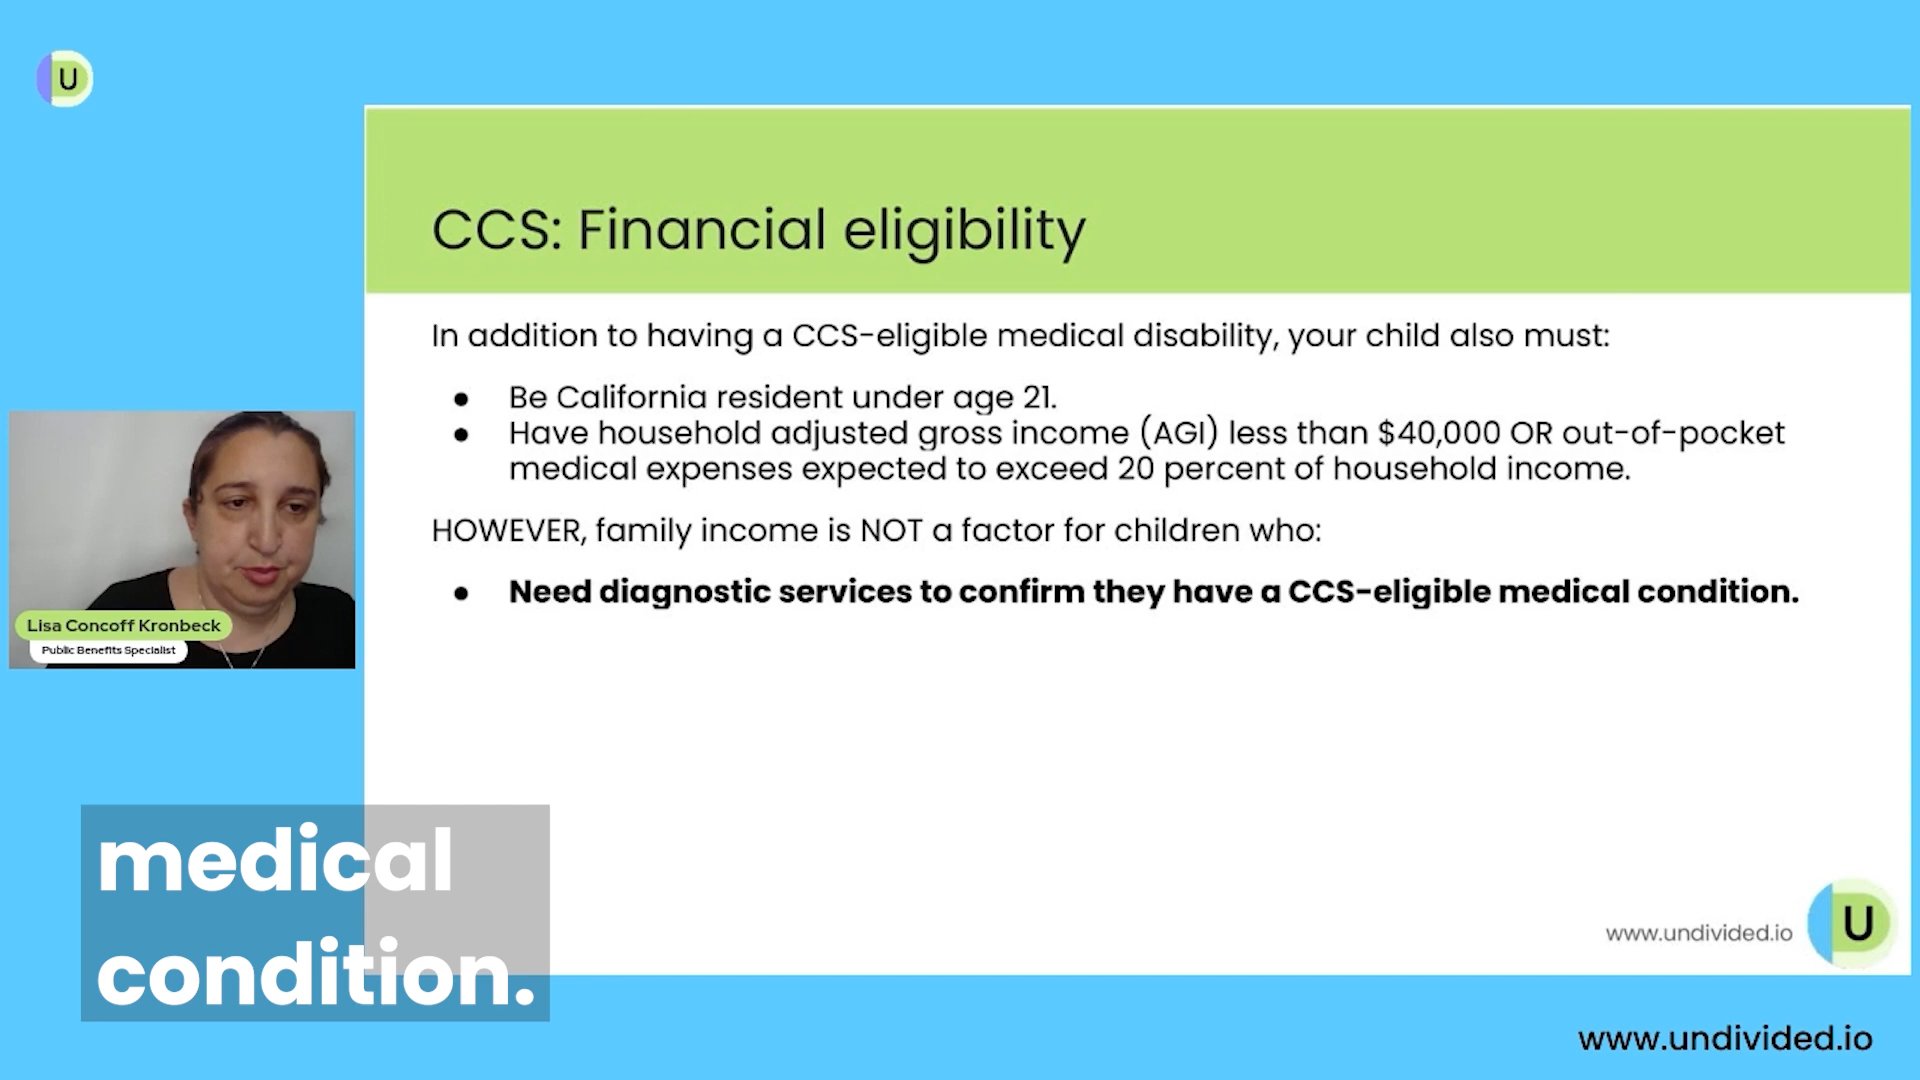 U
CCS: Financial eligibility
In addition to having a CCS-eligible medical disability, your child also must:
● Be California resident under age 21.
● Have household adjusted gross income (AGI) less than $40,000 OR out-of-pocket
medical expenses expected to exceed 20 percent of household income.
HOWEVER, family income is NOT a factor for children who:
● Need diagnostic services to confirm they have a CCS-eligible medical condition.
Lisa Concoff Kronbeck
Public Benefits Specialist
medical
condition.
www.undivided.io
U
www.undivided.io